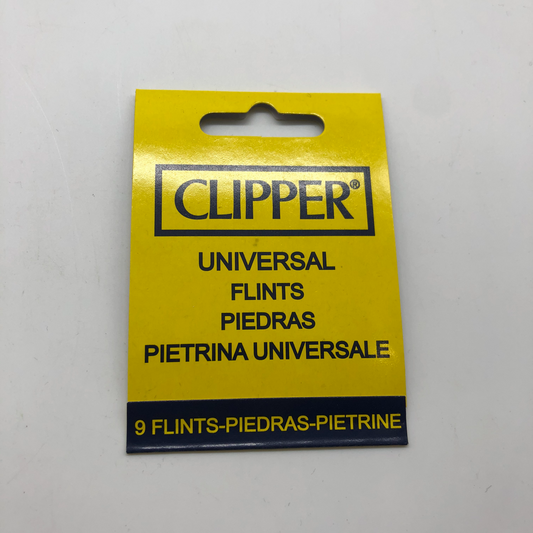 CLIPPER®
UNIVERSAL
FLINTS
PIEDRAS
PIETRINA UNIVERSALE
9 FLINTS-PIEDRAS-PIETRINE